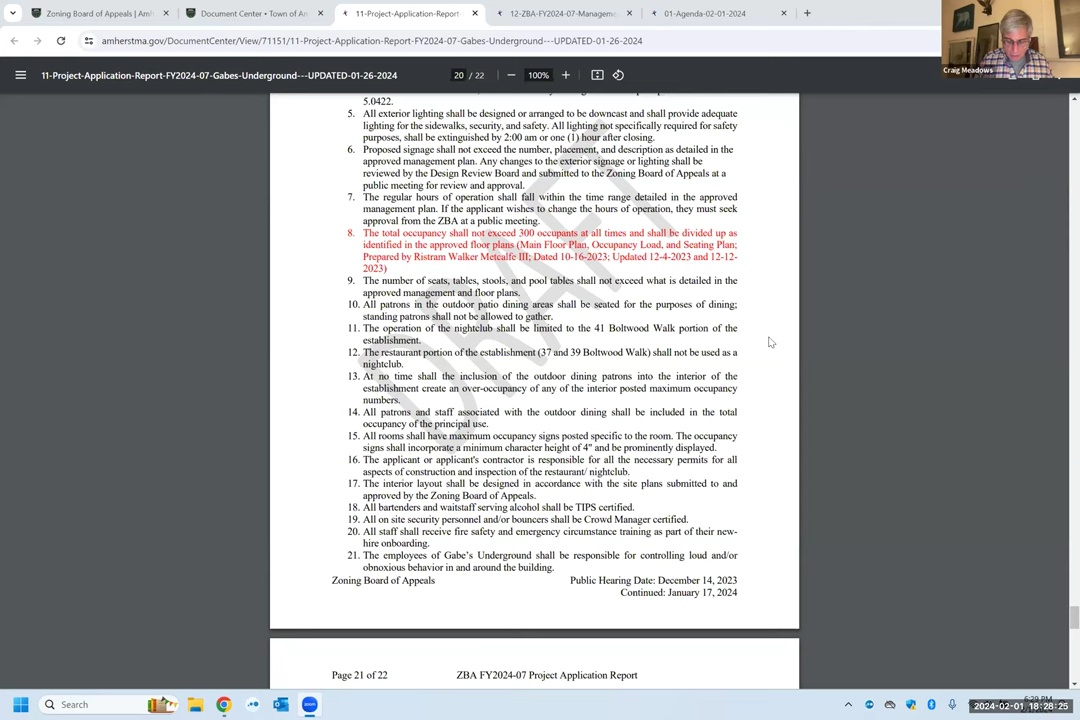 Zoning Board of Appeals | Amh
Document Center • Town of Am
11-Project-Application-Report-
12-ZBA-FY2024-07-Managem
01-Agenda-02-01-2024
amherstma.gov/DocumentCenter/View/71151/11-Project-Application-Report-FY2024-07-Gabes-Underground---UPDATED-01-26-2024
11-Project-Application-Report-FY2024-07-Gabes-Underground---UPDATED-01-26-2024
20 / 22
100%
Craig Meadows
5.0422.
5. All exterior lighting shall be designed or arranged to be downcast and shall provide adequate
lighting for the sidewalks, security, and safety. All lighting not specifically required for safety
purposes, shall be extinguished by 2:00 am or one (1) hour after closing.
6. Proposed signage shall not exceed the number, placement, and description as detailed in the
approved management plan. Any changes to the exterior signage or lighting shall be
reviewed by the Design Review Board and submitted to the Zoning Board of Appeals at a
public meeting for review and approval.
7. The regular hours of operation shall fall within the time range detailed in the approved
management plan. If the applicant wishes to change the hours of operation, they must seek
approval from the ZBA at a public meeting.
8. The total occupancy shall not exceed 300 occupants at all times and shall be divided up as
identified in the approved floor plans (Main Floor Plan, Occupancy Load, and Seating Plan;
Prepared by Ristram Walker Metcalfe III; Dated 10-16-2023; Updated 12-4-2023 and 12-12-
2023)
9. The number of seats, tables, stools, and pool tables shall not exceed what is detailed in the
approved management and floor plans.
10. All patrons in the outdoor patio dining areas shall be seated for the purposes of dining;
standing patrons shall not be allowed to gather.
11. The operation of the nightclub shall be limited to the 41 Boltwood Walk portion of the
establishment.
12. The restaurant portion of the establishment (37 and 39 Boltwood Walk) shall not be used as a
nightclub.
13. At no time shall the inclusion of the outdoor dining patrons into the interior of the
establishment create an over-occupancy of any of the interior posted maximum occupancy
numbers.
14. All patrons and staff associated with the outdoor dining shall be included in the total
occupancy of the principal use.
15. All rooms shall have maximum occupancy signs posted specific to the room. The occupancy
signs shall incorporate a minimum character height of 4" and be prominently displayed.
16. The applicant or applicant's contractor is responsible for all the necessary permits for all
aspects of construction and inspection of the restaurant/ nightclub.
17. The interior layout shall be designed in accordance with the site plans submitted to and
approved by the Zoning Board of Appeals.
18. All bartenders and waitstaff serving alcohol shall be TIPS certified.
19. All on site security personnel and/or bouncers shall be Crowd Manager certified.
20. All staff shall receive fire safety and emergency circumstance training as part of their new-
hire onboarding.
21. The employees of Gabe's Underground shall be responsible for controlling loud and/or
obnoxious behavior in and around the building.
DRAFT
Zoning Board of Appeals
Public Hearing Date: December 14, 2023
Continued: January 17, 2024
Page 21 of 22
ZBA FY2024-07 Project Application Report
Search
6:29 PM
2024-02-01 18:28:25